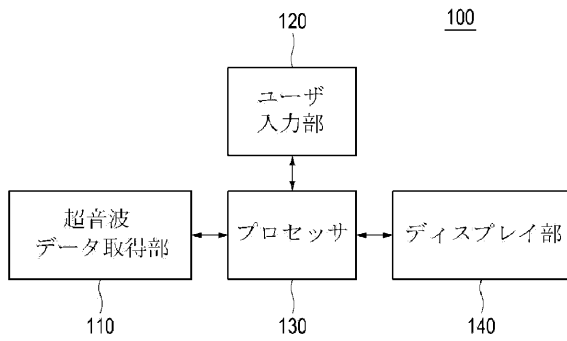 120
100
ユーザ
入力部
超音波
データ取得部
プロセッサ
ディスプレイ部
110
130
140